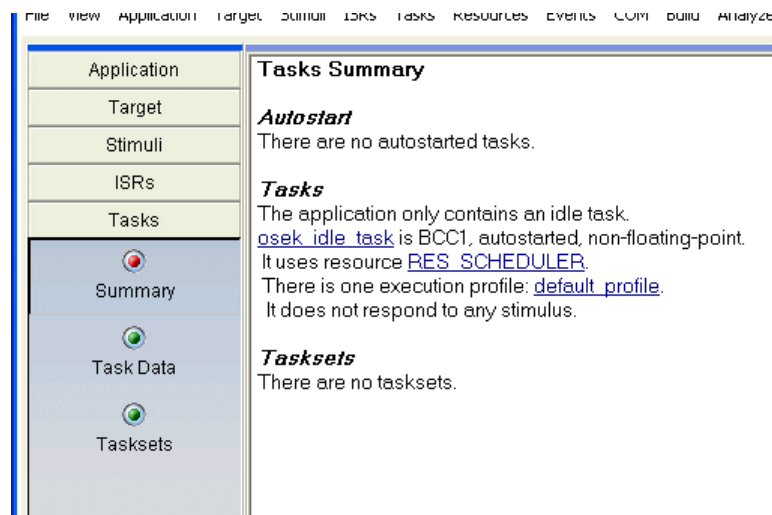 File View Application Target Stimuli ISRs Tasks Resources Events COM Build Analyze
Application
Target
Stimuli
ISRs
Tasks
Summary
Task Data
Tasksets
Tasks Summary
Autostart
There are no autostarted tasks.
Tasks
The application only contains an idle task.
osek_idle_task is BCC1, autostarted, non-floating-point.
It uses resource RES_SCHEDULER.
There is one execution profile: default_profile.
It does not respond to any stimulus.
Tasksets
There are no tasksets.